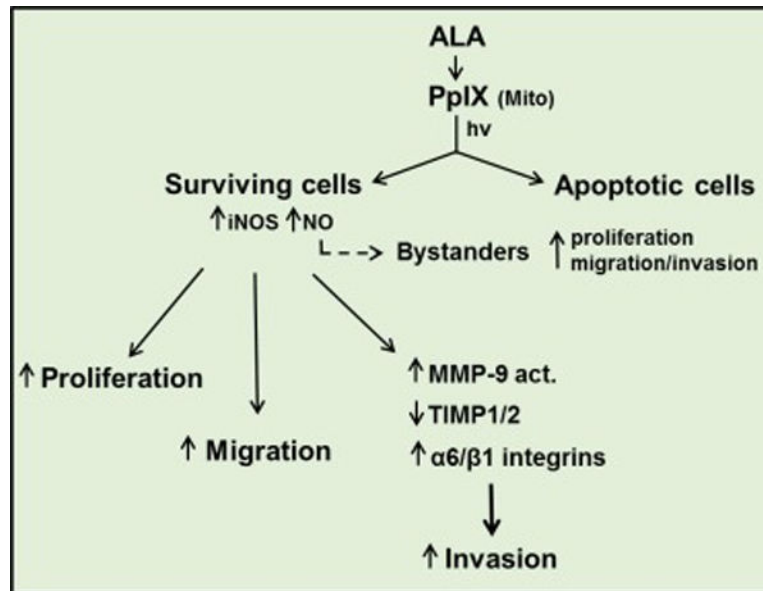 ALA
↓
PpIX (Mito)
hv
Surviving cells
Apoptotic cells
↑iNOS ↑NO
Bystanders
↑ proliferation
migration/invasion
↑ Proliferation
↑ Migration
↑ MMP-9 act.
↓ TIMP1/2
↑ α6/β1 integrins
↑ Invasion